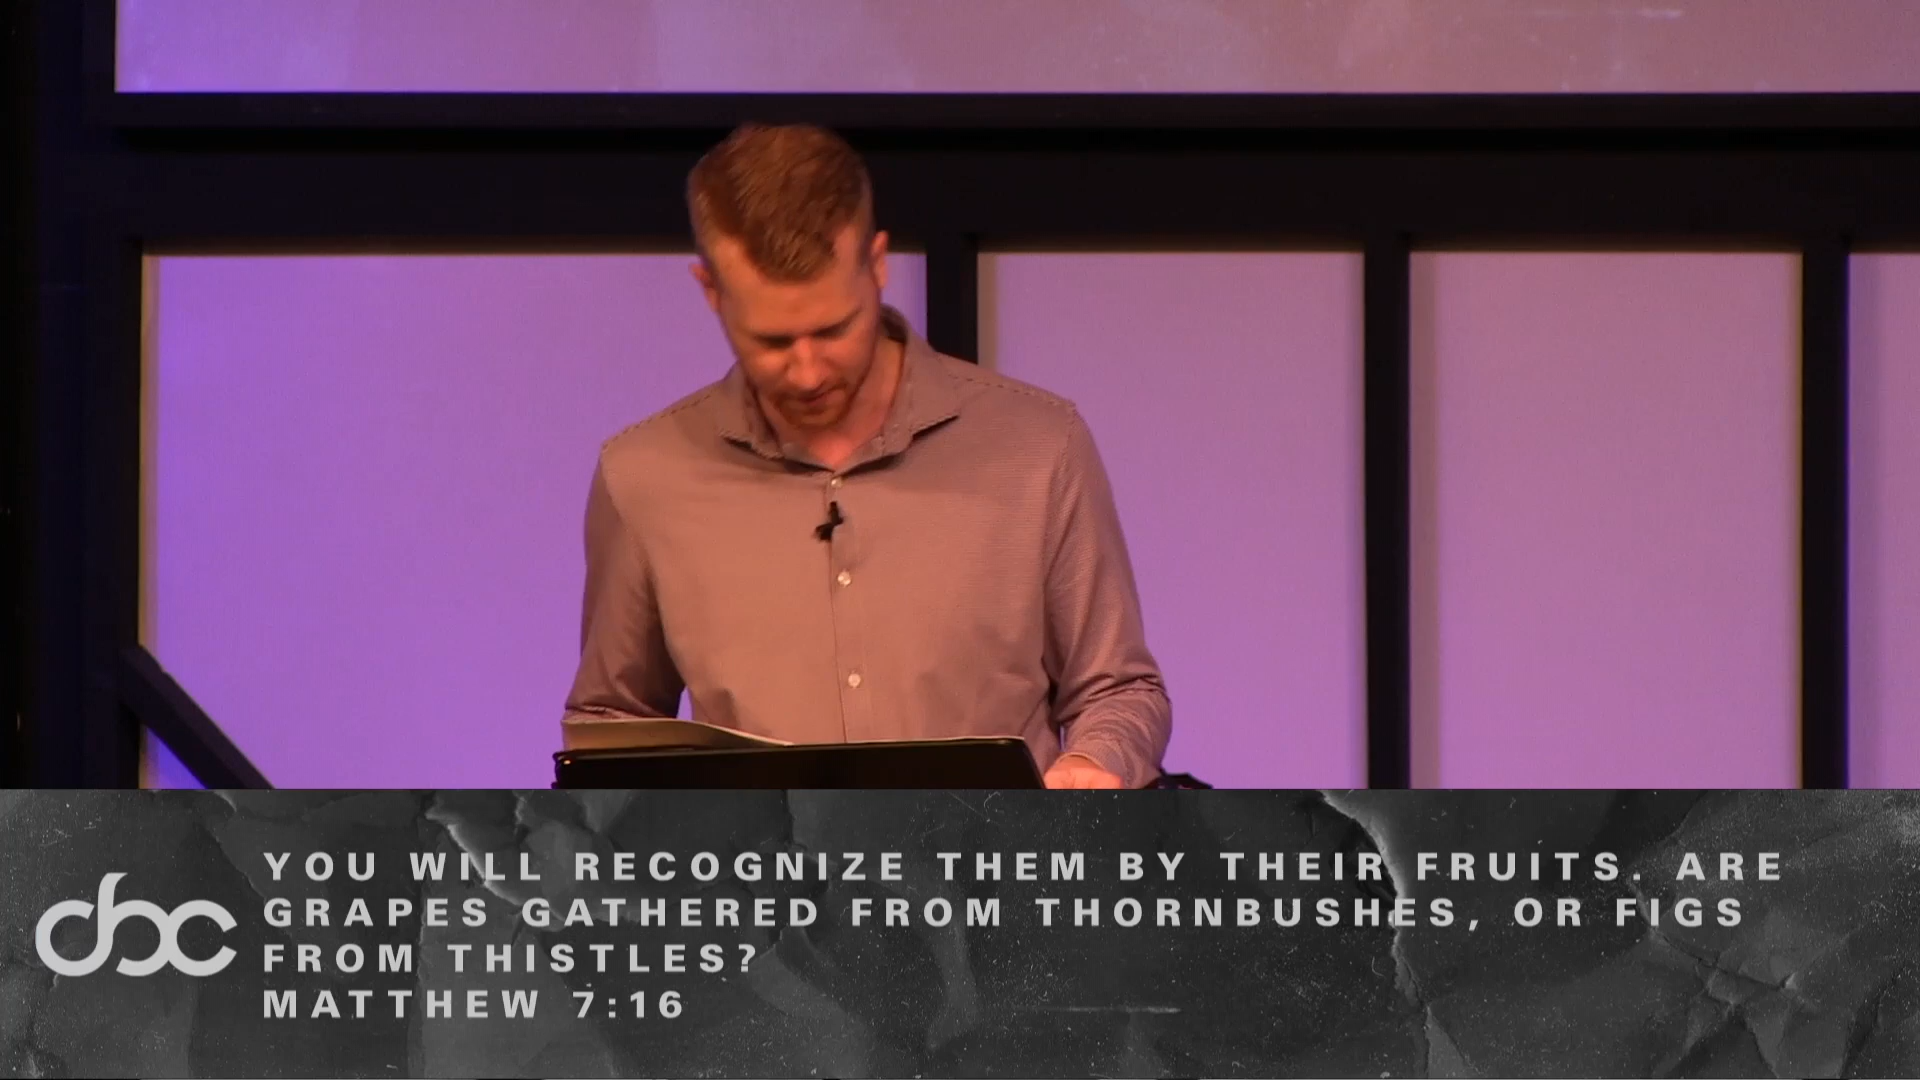 YOU WILL RECOGNIZE THEM BY THEIR FRUITS. ARE
GRAPES GATHERED FROM THORNBUSHES, OR FIGS
FROM THISTLES?
MATTHEW 7:16
dbc